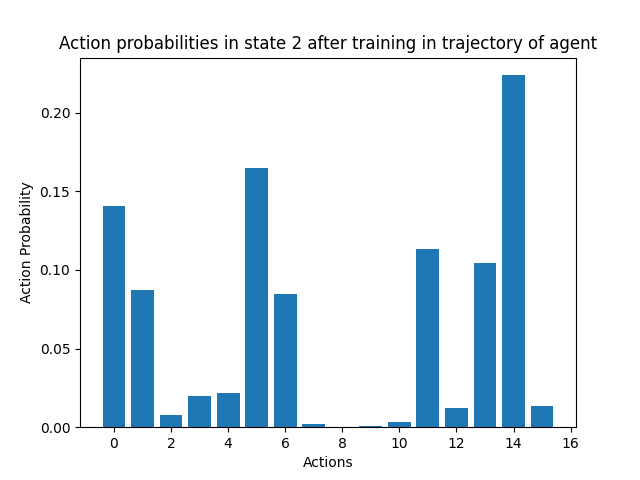 Action probabilities in state 2 after training in trajectory of agent
0.20
0.15
0.10
0.05
0.00
Action Probability
0 2 4 6 8 10 12 14 16
Actions